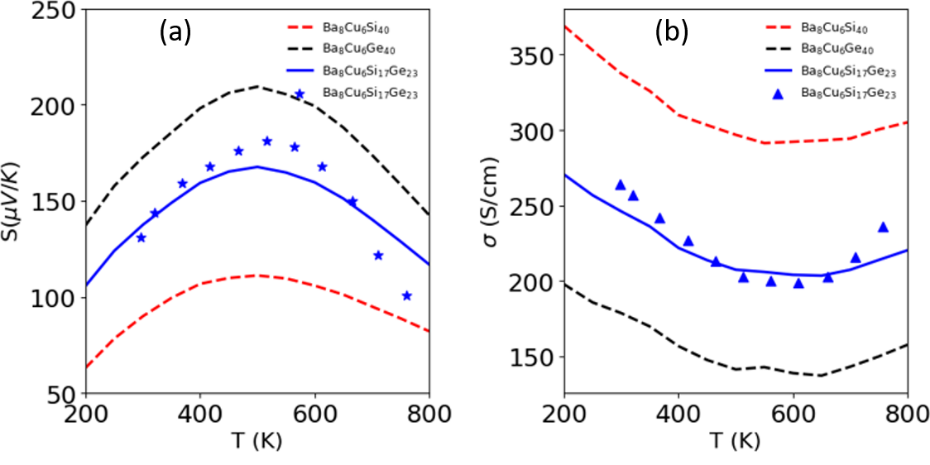 (a)
Ba₈Cu₆Si₄₀
Ba₈Cu₆Ge₄₀
Ba₈Cu₆Si₁₇Ge₂₃
Ba₈Cu₆Si₁₇Ge₂₃
250
200
150
100
50
S(μV/K)
200 400 600 800
T (K)
(b)
Ba₈Cu₆Si₄₀
Ba₈Cu₆Ge₄₀
Ba₈Cu₆Si₁₇Ge₂₃
Ba₈Cu₆Si₁₇Ge₂₃
350
300
250
200
150
σ (S/cm)
200 400 600 800
T (K)